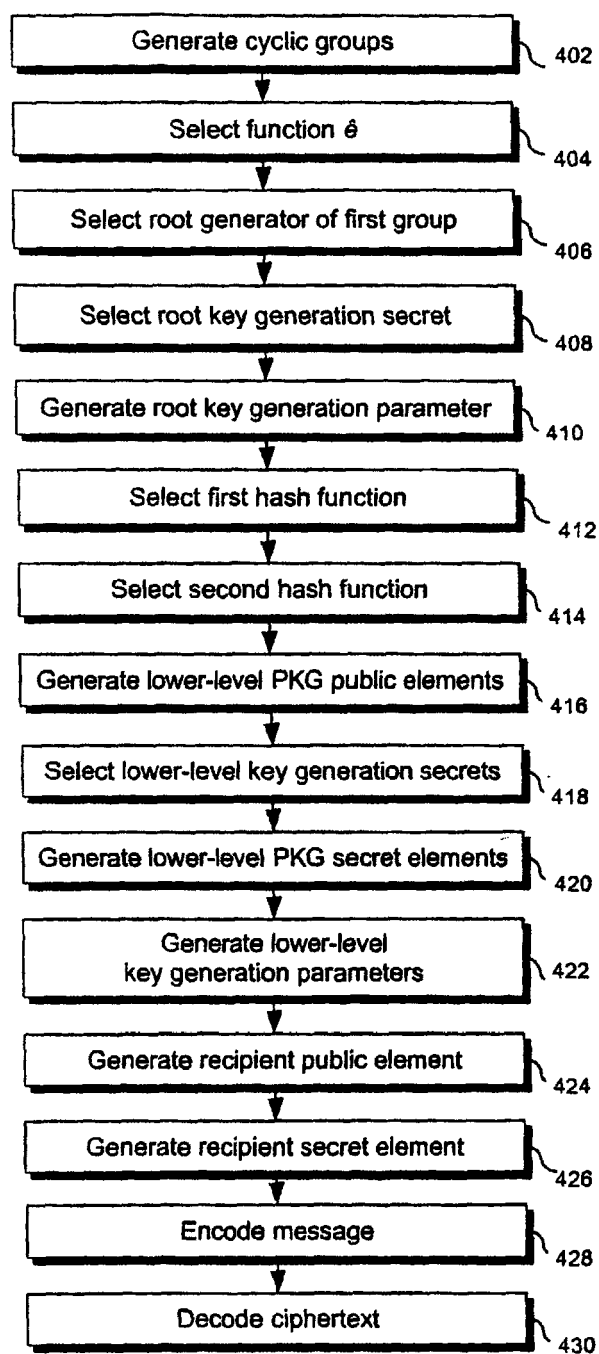 Generate cyclic groups
402
Select function ê
404
Select root generator of first group
406
Select root key generation secret
408
Generate root key generation parameter
410
Select first hash function
412
Select second hash function
414
Generate lower-level PKG public elements
416
Select lower-level key generation secrets
418
Generate lower-level PKG secret elements
420
Generate lower-level
key generation parameters
422
Generate recipient public element
424
Generate recipient secret element
426
Encode message
428
Decode ciphertext
430